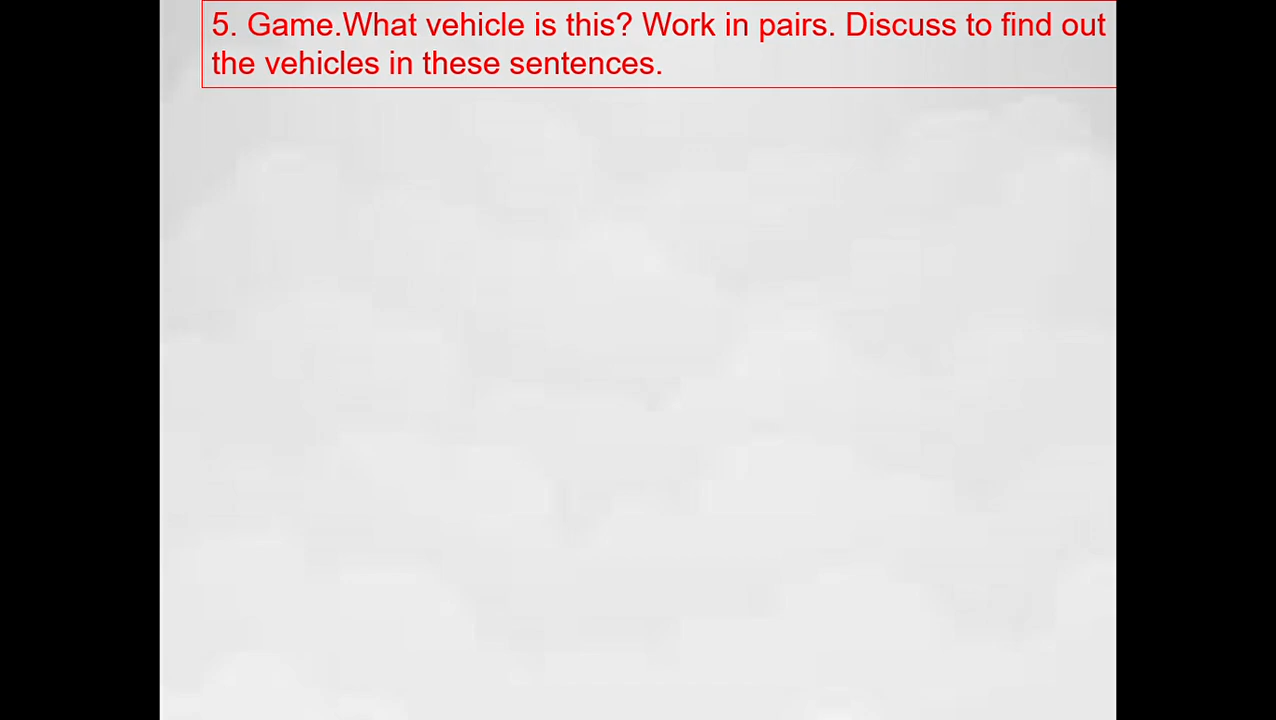 5. Game.What vehicle is this? Work in pairs. Discuss to find out
the vehicles in these sentences.